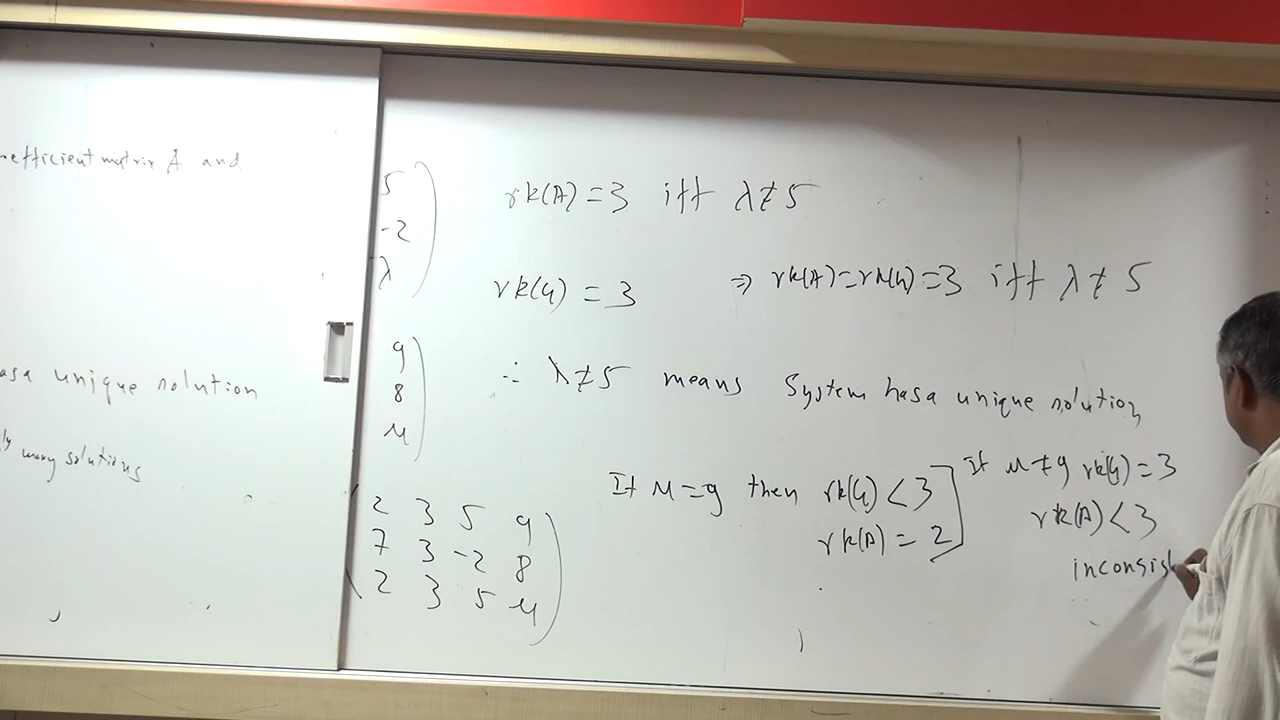 efficient matrix A and
has a unique solution
ly many solutions
5
-2
λ
9
8
μ
2 3 5 9
7 3 -2 8
2 3 5 μ
rk(A) = 3 iff λ ≠ 5
rk(G) = 3 ⇒ rk(A) = rk(G) = 3 iff λ ≠ 5
∴ λ ≠ 5 means System has a unique solution
If μ = 9 then rk(G) < 3
rk(A) = 2
If μ ≠ 9 rk(G) = 3
rk(A) < 3
inconsis